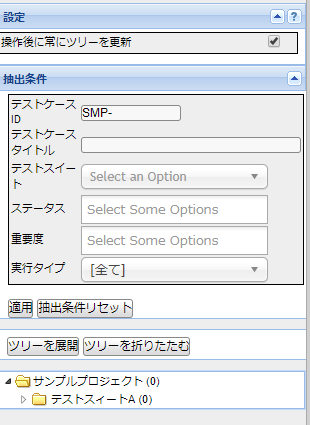 設定 ?
操作後に常にツリーを更新
抽出条件
テストケース
ID SMP-
テストケース
タイトル
テストスイー
ト Select an Option
ステータス Select Some Options
重要度 Select Some Options
実行タイプ [全て]
適用 抽出条件リセット
ツリーを展開 ツリーを折りたたむ
サンプルプロジェクト (0)
テストスィートA (0)